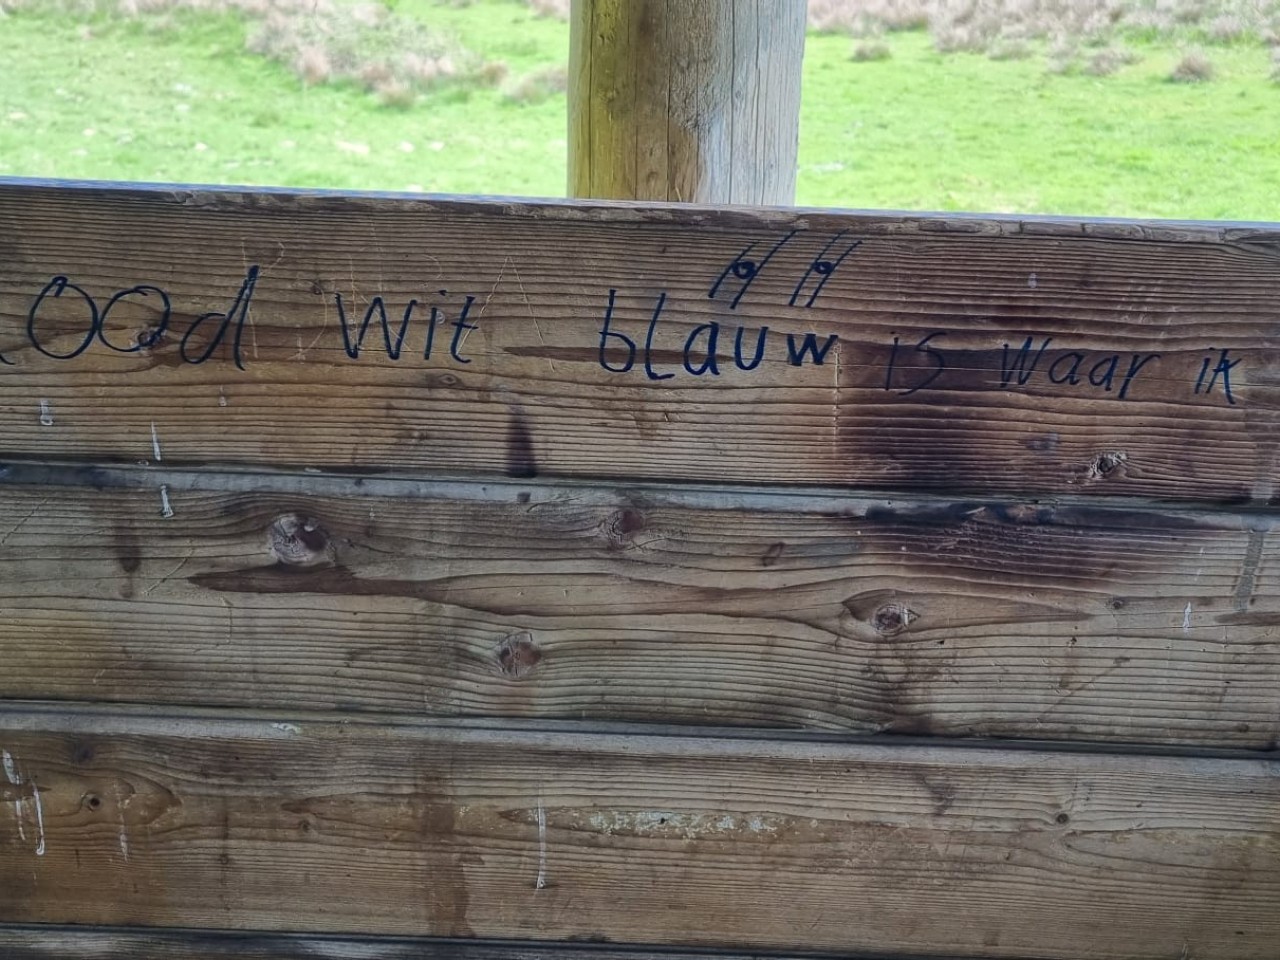 ood wit blauw is waar ik